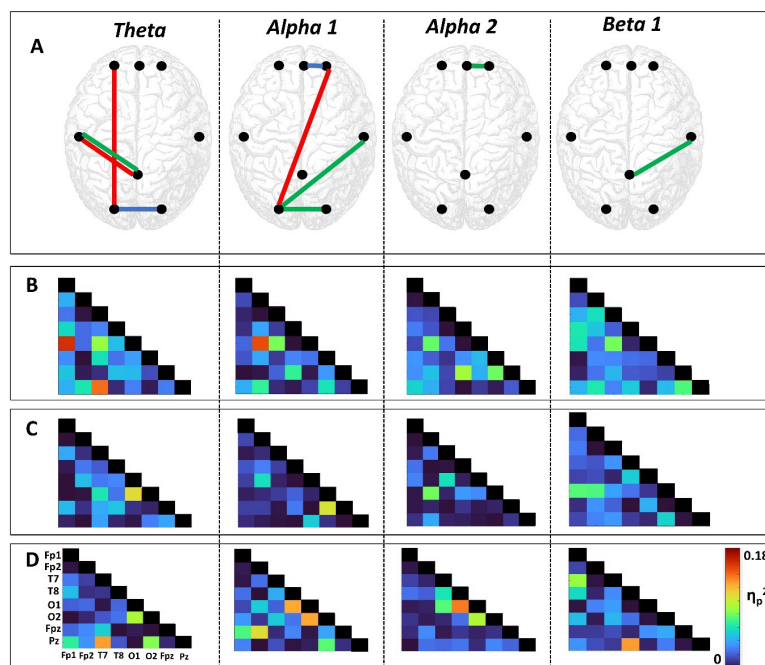 A
Theta
Alpha 1
Alpha 2
Beta 1
B
C
D
Fp1
Fp2
T7
T8
O1
O2
Fpz
Pz
Fp1 Fp2 T7 T8 O1 O2 Fpz Pz
0.18
ηp²
0